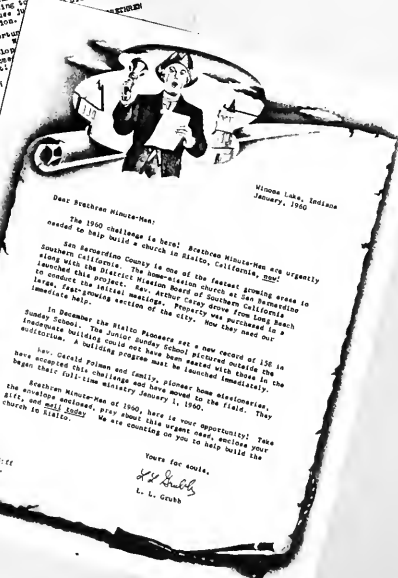 BRETHREN
Winona Lake, Indiana
January, 1960
Dear Brethren Minute-Man:
The 1960 challenge is here! Brethren Minute-Men are urgently
needed to help build a church in Rialto, California, now!
San Bernardino County is one of the fastest growing areas in
Southern California. The home-mission church at San Bernardino
along with the District Mission Board of Southern California
launched this project. Rev. Arthur Carey drove from Long Beach
to conduct the initial meetings. Property was purchased in a
large, fast-growing section of the city. Now they need our
immediate help.
In December the Rialto Pioneers set a new record of 158 in
Sunday School. The Junior Sunday School pictured outside the
inadequate building could not have been seated with those in the
auditorium. A building program must be launched immediately.
Rev. Gerald Polman and family, pioneer home missionaries,
have accepted this challenge and have moved to the field. They
began their full-time ministry January 1, 1960.
Brethren Minute-Man of 1960, here is your opportunity! Take
the envelope enclosed, pray about this urgent need, enclose your
gift, and mail today We are counting on you to help build the
church in Rialto.
Yours for souls,
L L Grubb
L. L. Grubb